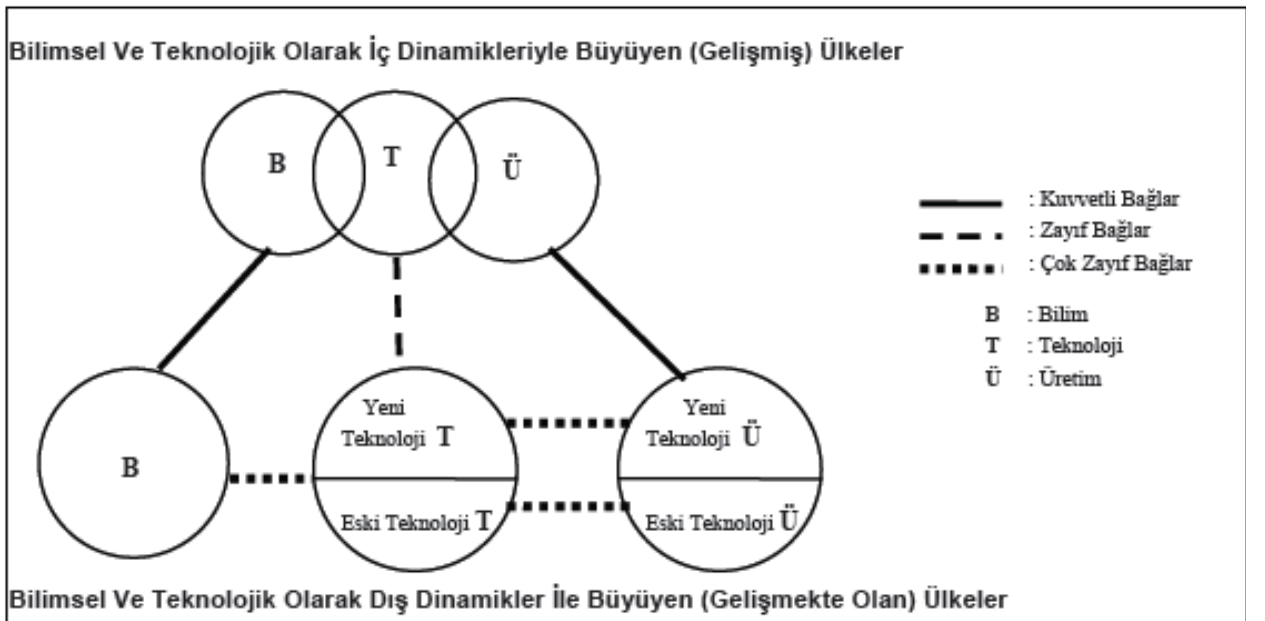 Bilimsel Ve Teknolojik Olarak İç Dinamikleriyle Büyüyen (Gelişmiş) Ülkeler
B
T
Ü
: Kuvvetli Bağlar
: Zayıf Bağlar
: Çok Zayıf Bağlar
B : Bilim
T : Teknoloji
Ü : Üretim
B
Yeni
Teknoloji T
Eski Teknoloji T
Yeni
Teknoloji Ü
Eski Teknoloji Ü
Bilimsel Ve Teknolojik Olarak Dış Dinamikler İle Büyüyen (Gelişmekte Olan) Ülkeler